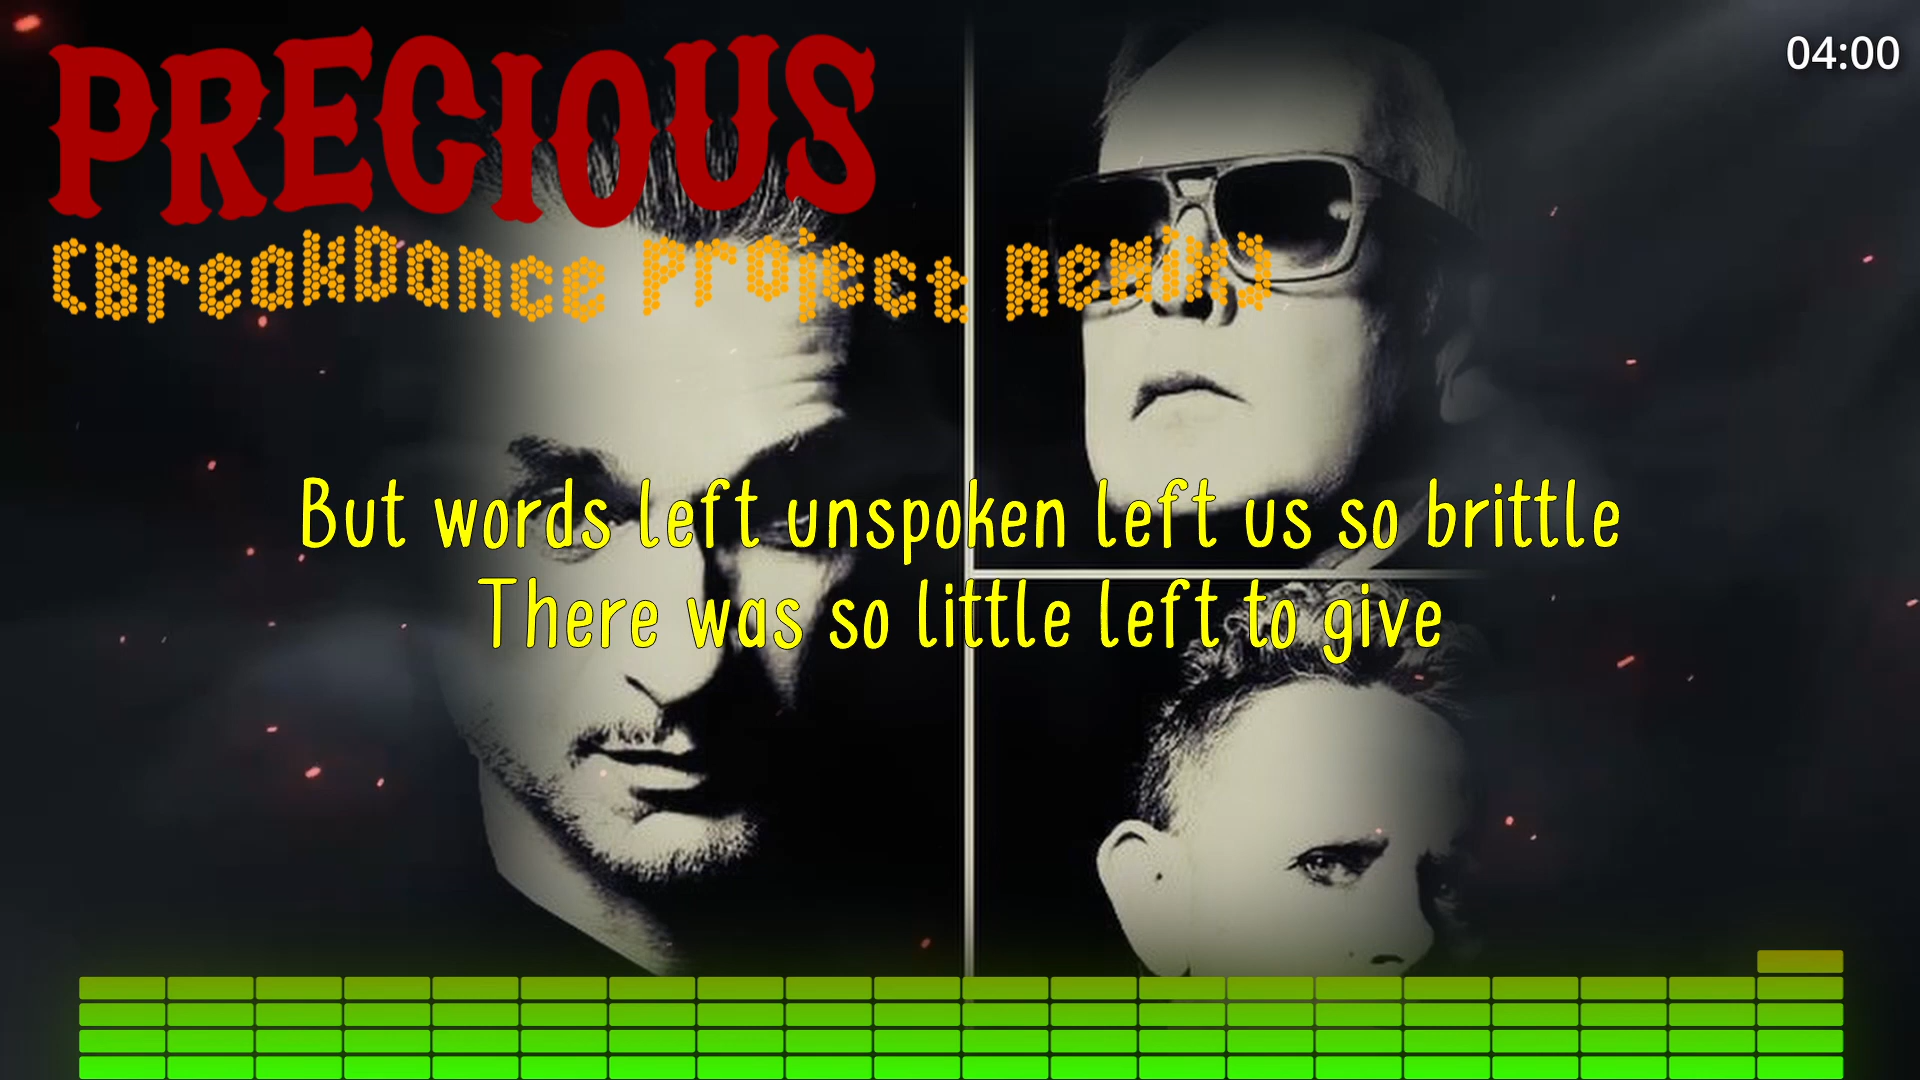 PRECIOUS
04:00
(BreakDance Project Remix)
But words left unspoken left us so brittle
There was so little left to give